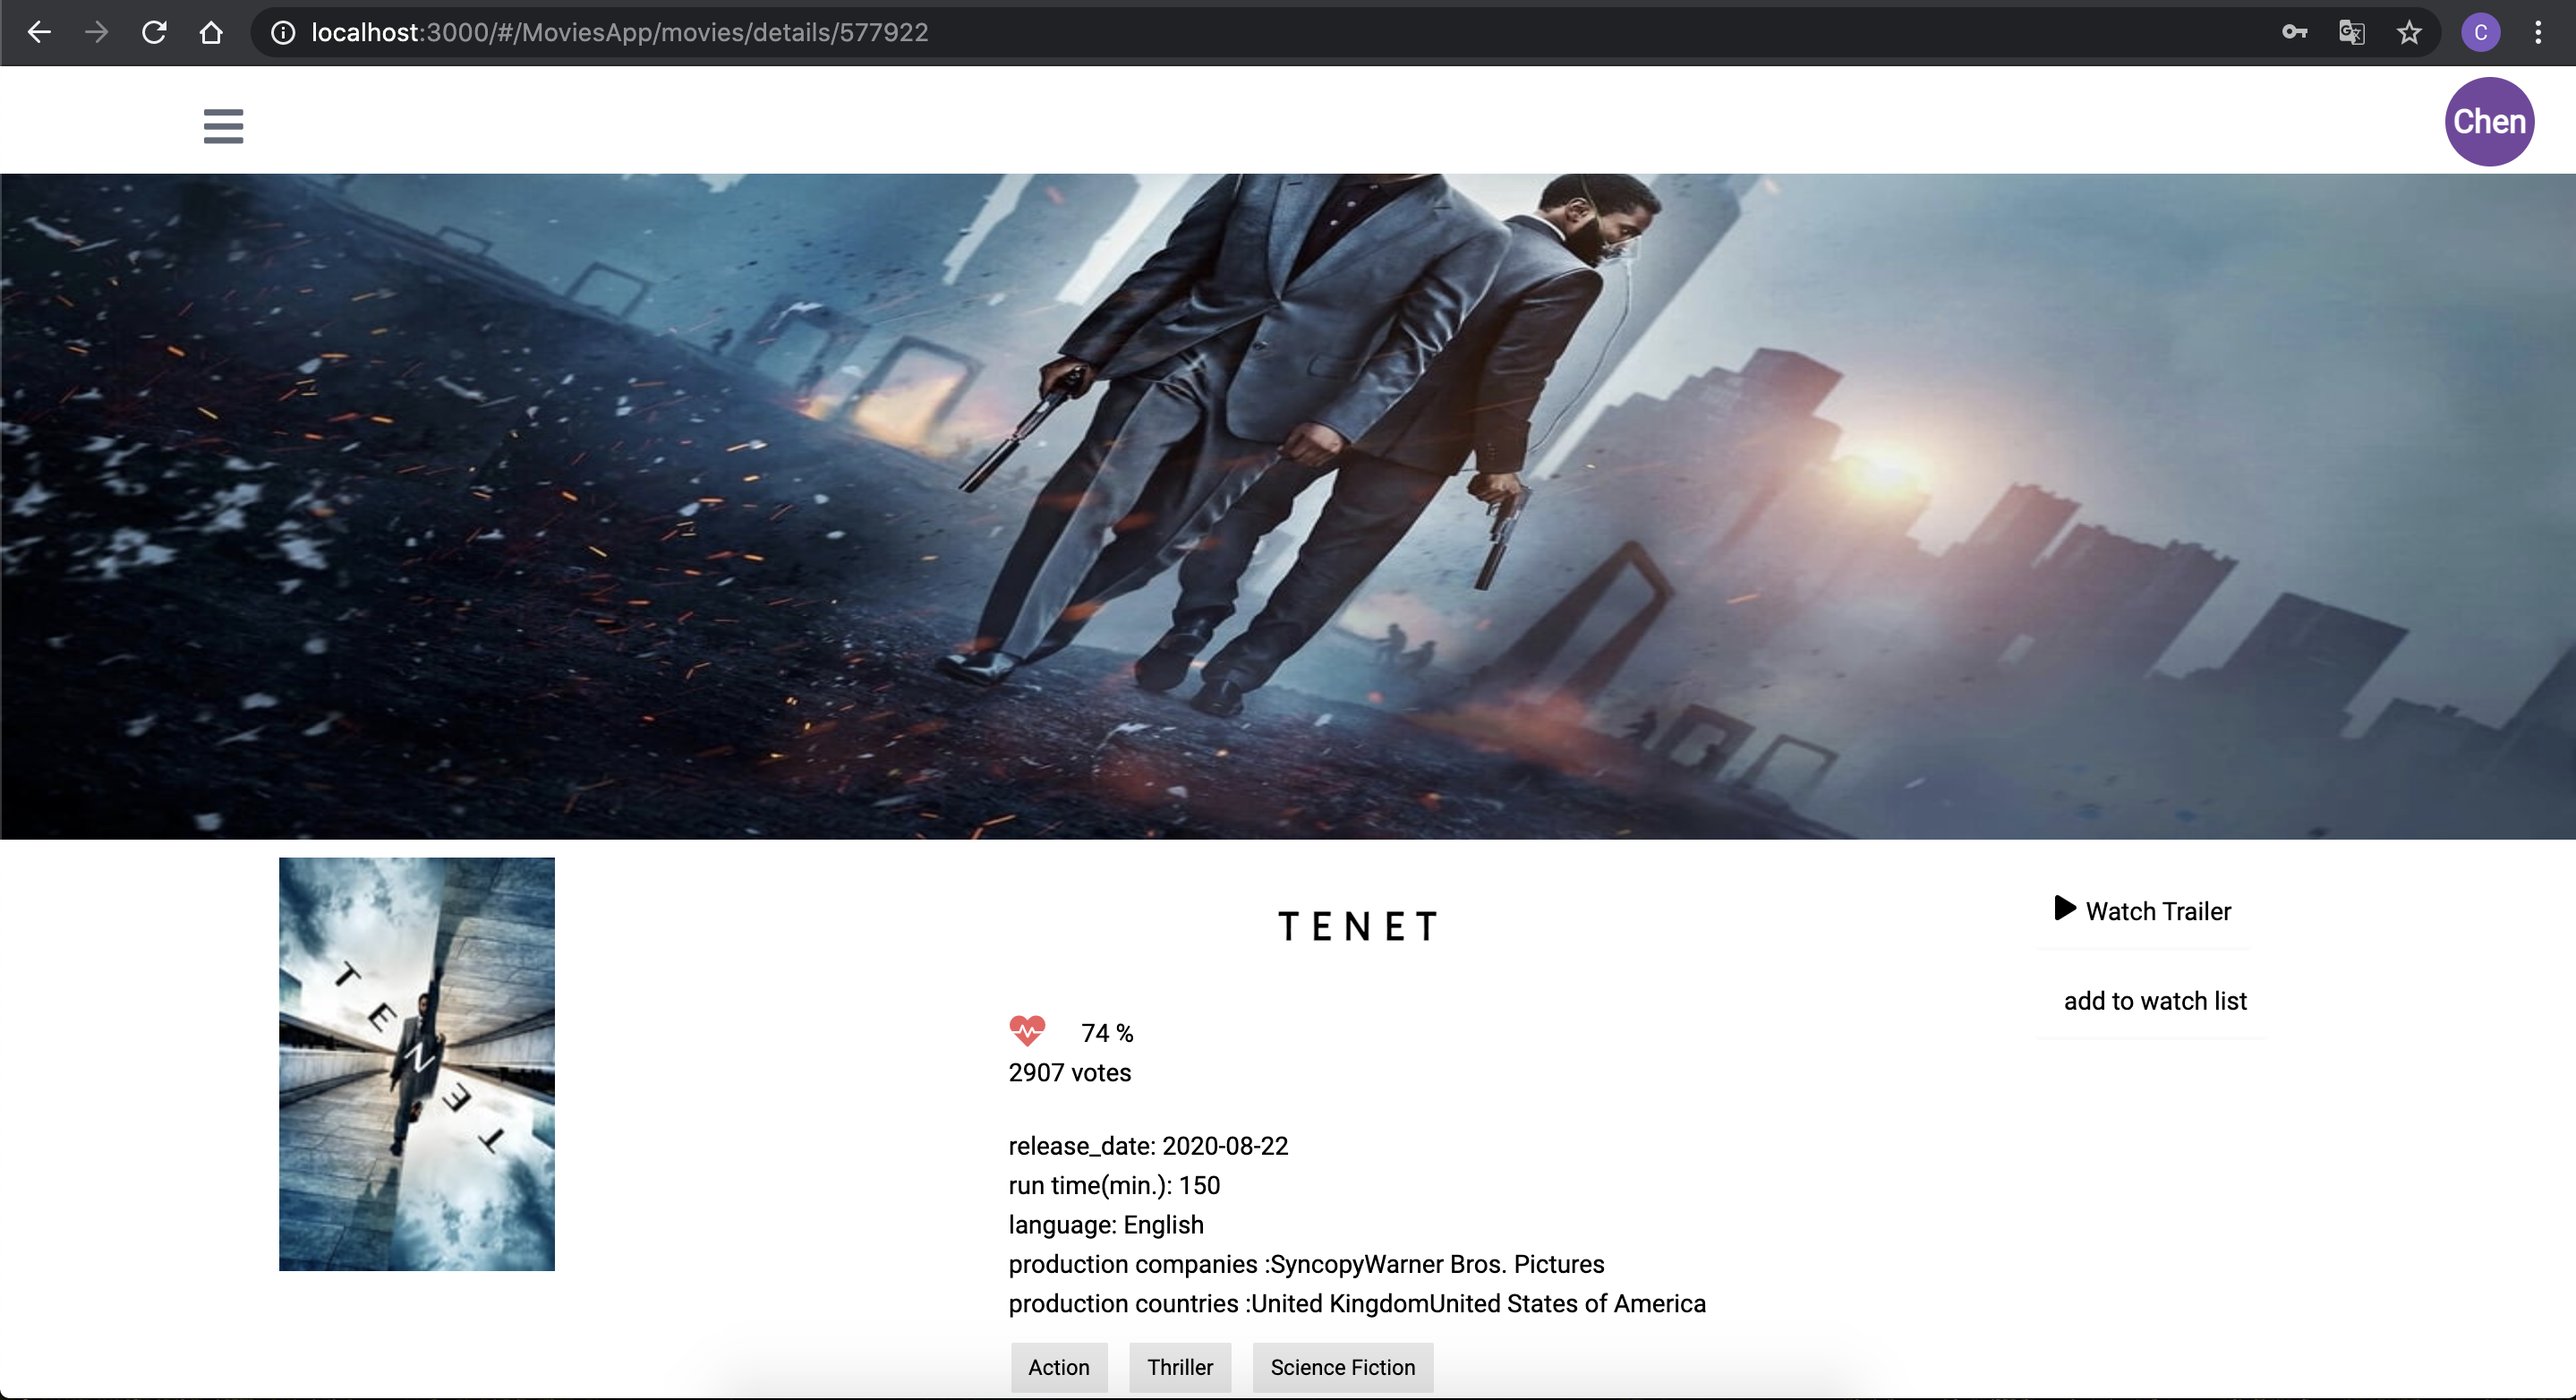 localhost:3000/#/MoviesApp/movies/details/577922
C
Chen
TENET
TENET
Watch Trailer
add to watch list
74 %
2907 votes
release_date: 2020-08-22
run time(min.): 150
language: English
production companies :SyncopyWarner Bros. Pictures
production countries :United KingdomUnited States of America
Action Thriller Science Fiction